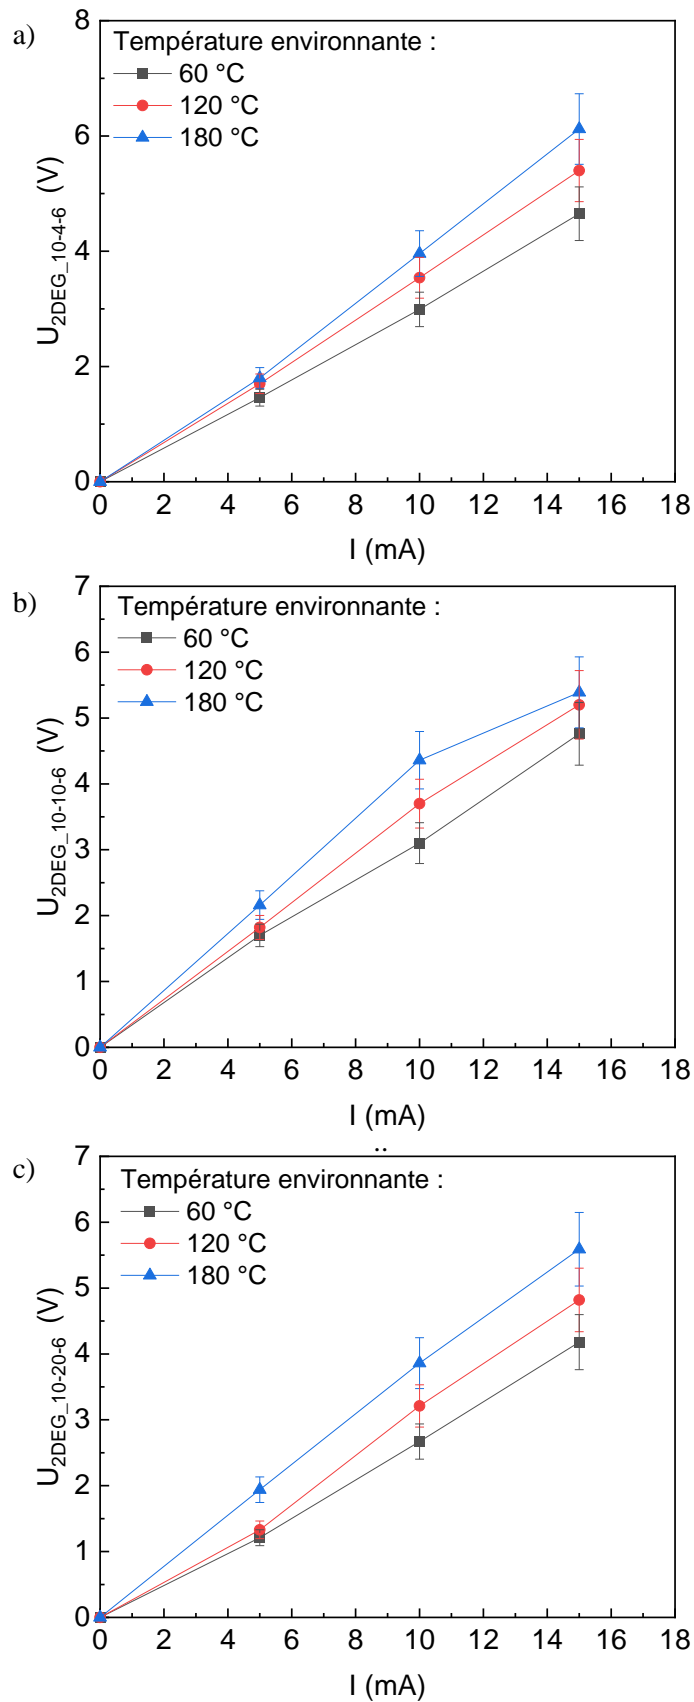 a)
Température environnante :
60 °C
120 °C
180 °C
U2DEG_10-4-6 (V)
8
6
4
2
0
0 2 4 6 8 10 12 14 16 18
I (mA)
b)
Température environnante :
60 °C
120 °C
180 °C
U2DEG_10-10-6 (V)
7
6
5
4
3
2
1
0
0 2 4 6 8 10 12 14 16 18
I (mA)
..
c)
Température environnante :
60 °C
120 °C
180 °C
U2DEG_10-20-6 (V)
7
6
5
4
3
2
1
0
0 2 4 6 8 10 12 14 16 18
I (mA)